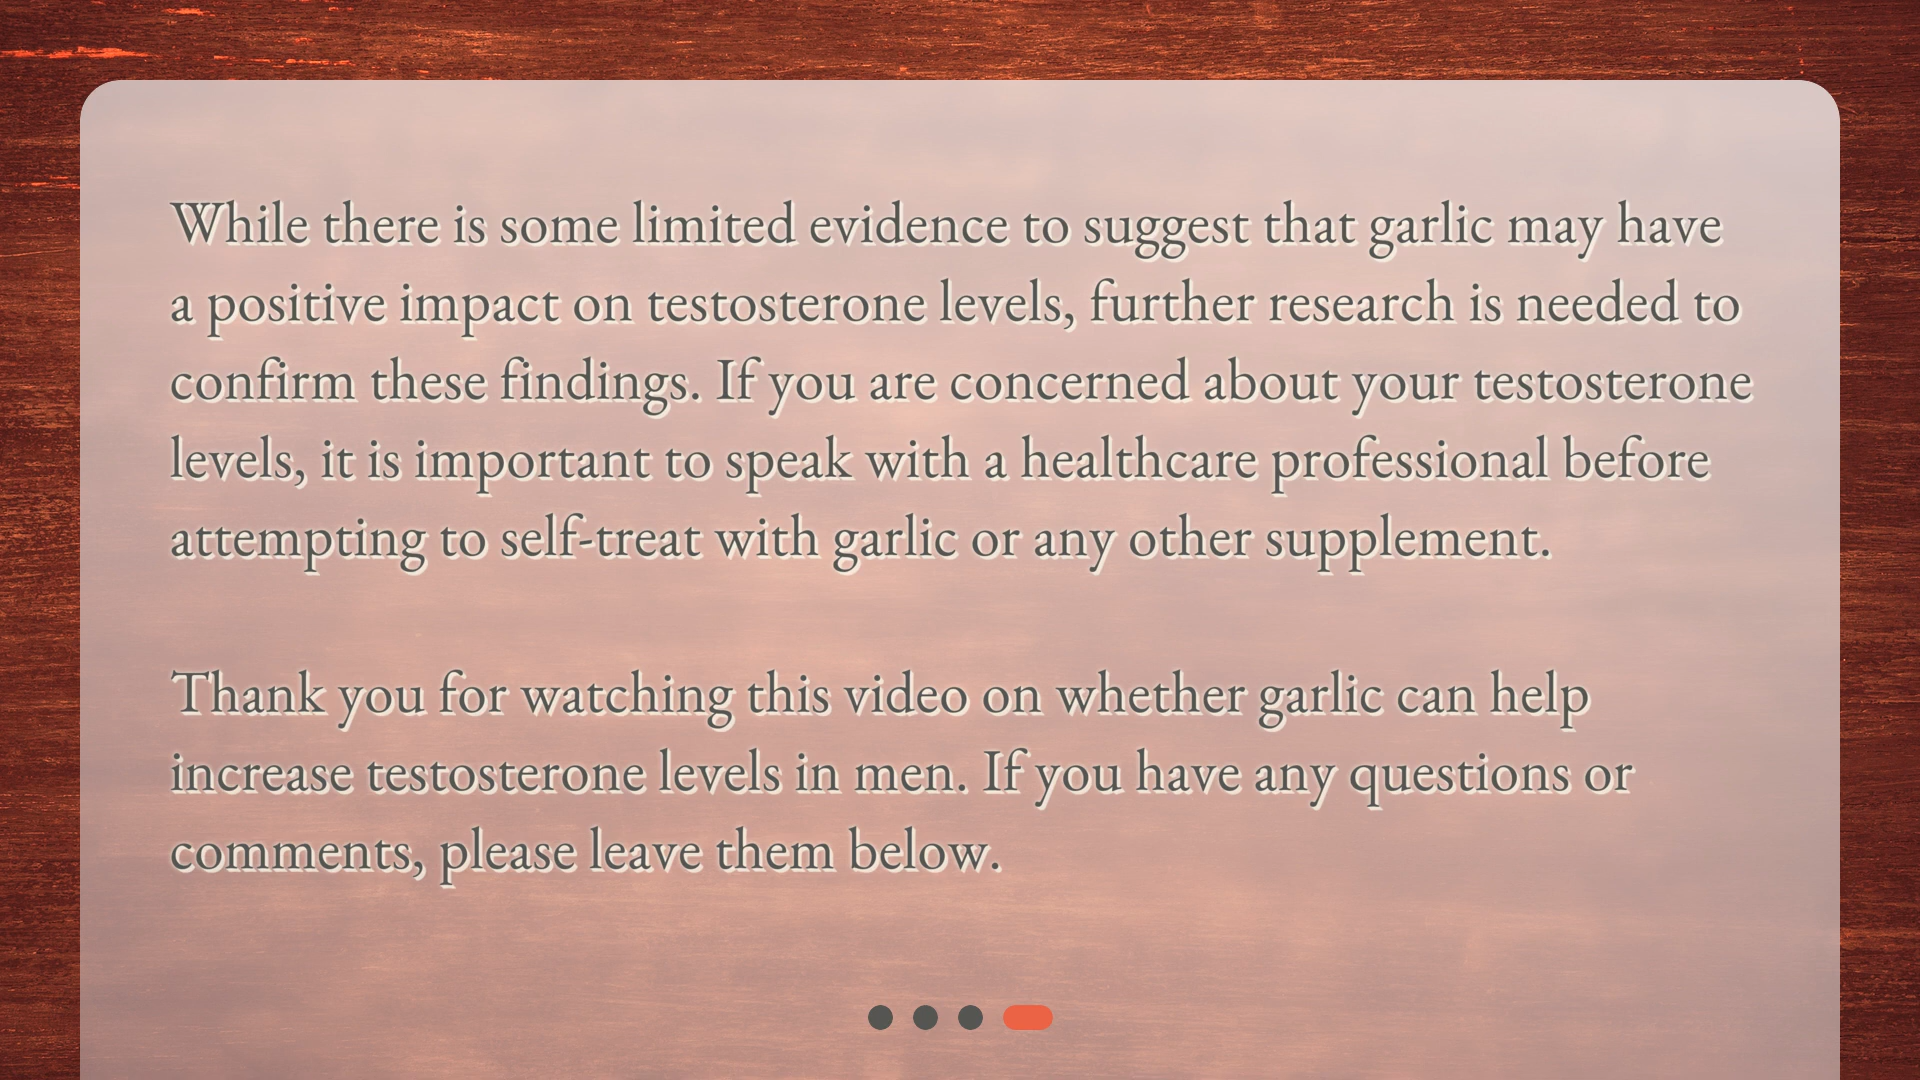 While there is some limited evidence to suggest that garlic may have
a positive impact on testosterone levels, further research is needed to
confirm these findings. If you are concerned about your testosterone
levels, it is important to speak with a healthcare professional before
attempting to self-treat with garlic or any other supplement.
Thank you for watching this video on whether garlic can help
increase testosterone levels in men. If you have any questions or
comments, please leave them below.